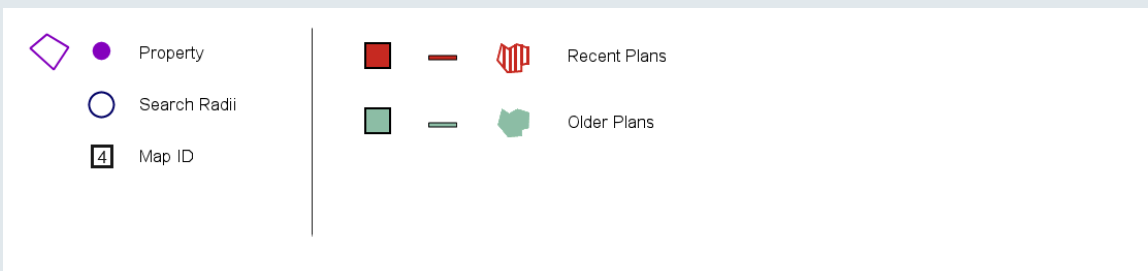 Property
Search Radii
4 Map ID
Recent Plans
Older Plans